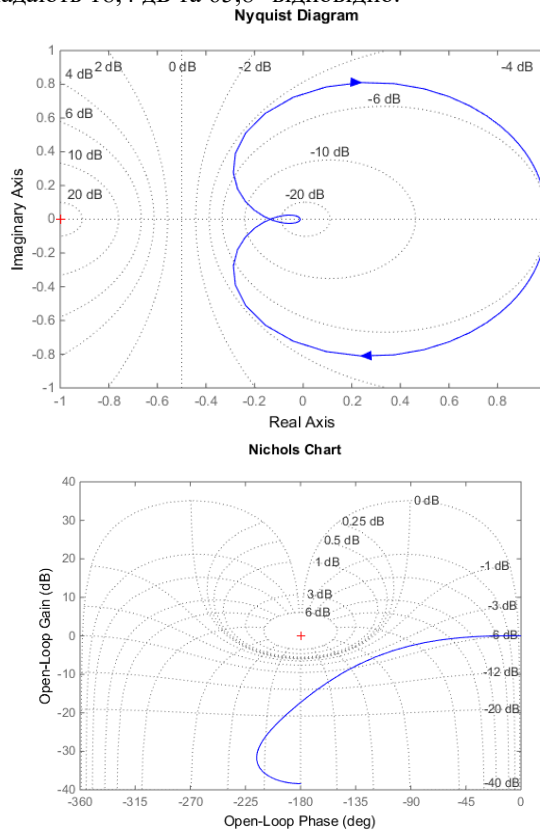 дБ та відповідно.
Nyquist Diagram
1
0.8
0.6
0.4
0.2
0
-0.2
-0.4
-0.6
-0.8
-1
Imaginary Axis
4 dB 2 dB 0 dB -2 dB -4 dB
6 dB -6 dB
10 dB -10 dB
20 dB -20 dB
-1 -0.8 -0.6 -0.4 -0.2 0 0.2 0.4 0.6 0.8
Real Axis
Nichols Chart
40
30
20
10
0
-10
-20
-30
-40
Open-Loop Gain (dB)
0 dB
0.25 dB
0.5 dB
1 dB
-1 dB
3 dB
-3 dB
6 dB
-6 dB
-12 dB
-20 dB
-40 dB
-360 -315 -270 -225 -180 -135 -90 -45 0
Open-Loop Phase (deg)